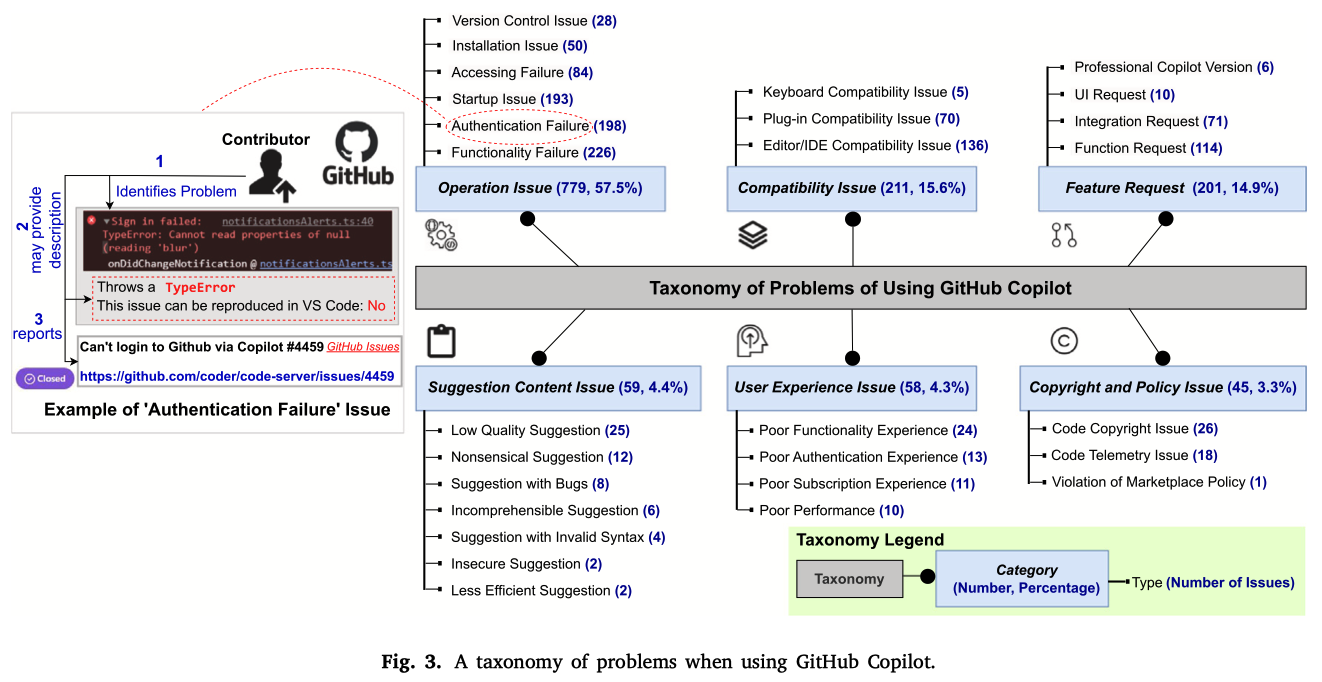 Version Control Issue (28)
Installation Issue (50)
Accessing Failure (84)
Startup Issue (193)
Authentication Failure (198)
Functionality Failure (226)
Operation Issue (779, 57.5%)
Keyboard Compatibility Issue (5)
Plug-in Compatibility Issue (70)
Editor/IDE Compatibility Issue (136)
Compatibility Issue (211, 15.6%)
Professional Copilot Version (6)
UI Request (10)
Integration Request (71)
Function Request (114)
Feature Request (201, 14.9%)
Contributor
GitHub
1
Identifies Problem
2
may provide
description
Sign in failed: notificationsAlerts.ts:40
TypeError: Cannot read properties of null
(reading 'blur')
onDidChangeNotification @ notificationsAlerts.ts
Throws a TypeError
This issue can be reproduced in VS Code: No
3
reports
Can't login to Github via Copilot #4459 GitHub Issues
Closed
https://github.com/coder/code-server/issues/4459
Example of 'Authentication Failure' Issue
Taxonomy of Problems of Using GitHub Copilot
C
Suggestion Content Issue (59, 4.4%)
Low Quality Suggestion (25)
Nonsensical Suggestion (12)
Suggestion with Bugs (8)
Incomprehensible Suggestion (6)
Suggestion with Invalid Syntax (4)
Insecure Suggestion (2)
Less Efficient Suggestion (2)
User Experience Issue (58, 4.3%)
Poor Functionality Experience (24)
Poor Authentication Experience (13)
Poor Subscription Experience (11)
Poor Performance (10)
Copyright and Policy Issue (45, 3.3%)
Code Copyright Issue (26)
Code Telemetry Issue (18)
Violation of Marketplace Policy (1)
Taxonomy Legend
Taxonomy
Category
(Number, Percentage)
Type (Number of Issues)
Fig. 3. A taxonomy of problems when using GitHub Copilot.